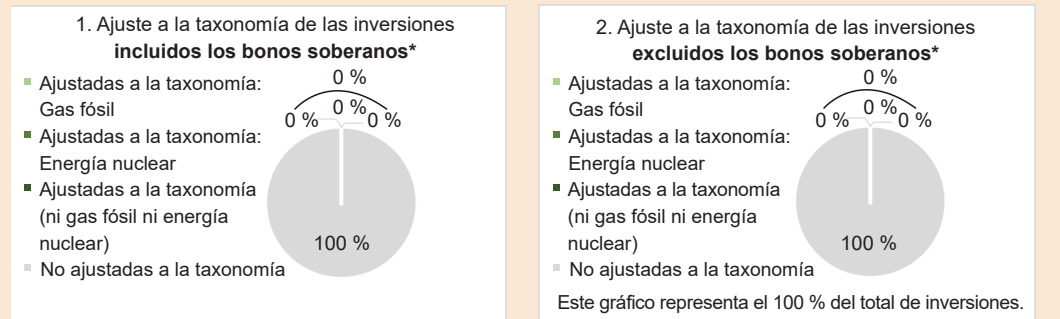 1. Ajuste a la taxonomía de las inversiones
incluidos los bonos soberanos*
Ajustadas a la taxonomía:
Gas fósil
Ajustadas a la taxonomía:
Energía nuclear
Ajustadas a la taxonomía
(ni gas fósil ni energía
nuclear)
No ajustadas a la taxonomía
0 %
0 %
0 %
0 %
100 %
2. Ajuste a la taxonomía de las inversiones
excluidos los bonos soberanos*
Ajustadas a la taxonomía:
Gas fósil
Ajustadas a la taxonomía:
Energía nuclear
Ajustadas a la taxonomía
(ni gas fósil ni energía
nuclear)
No ajustadas a la taxonomía
0 %
0 %
0 %
0 %
100 %
Este gráfico representa el 100 % del total de inversiones.